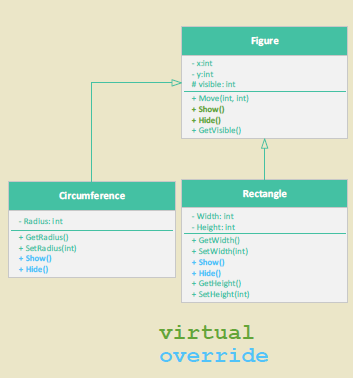 Figure
- x:int
- y:int
# visible: int
+ Move(int, int)
+ Show()
+ Hide()
+ GetVisible()
Circumference
- Radius: int
+ GetRadius()
+ SetRadius(int)
+ Show()
+ Hide()
Rectangle
- Width: int
- Height: int
+ GetWidth()
+ SetWidth(int)
+ Show()
+ Hide()
+ GetHeight()
+ SetHeight(int)
virtual
override